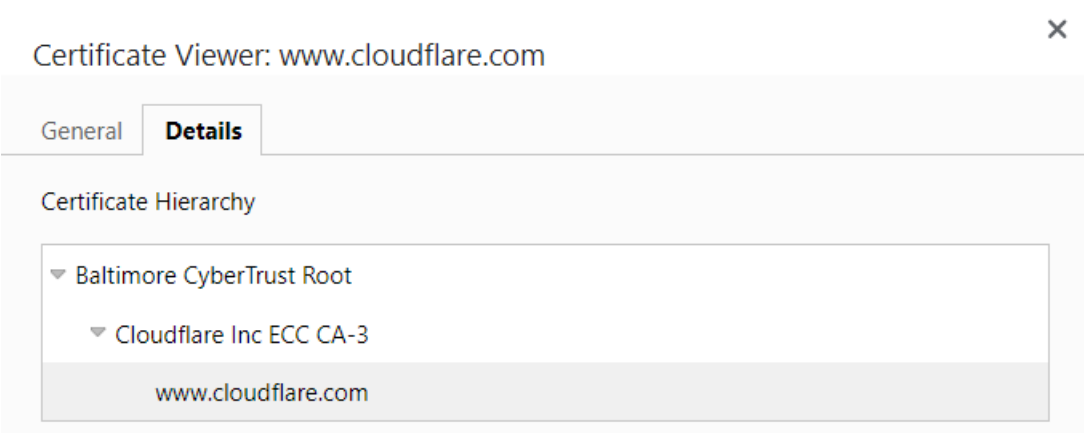 Certificate Viewer: www.cloudflare.com
General Details
Certificate Hierarchy
Baltimore CyberTrust Root
Cloudflare Inc ECC CA-3
www.cloudflare.com